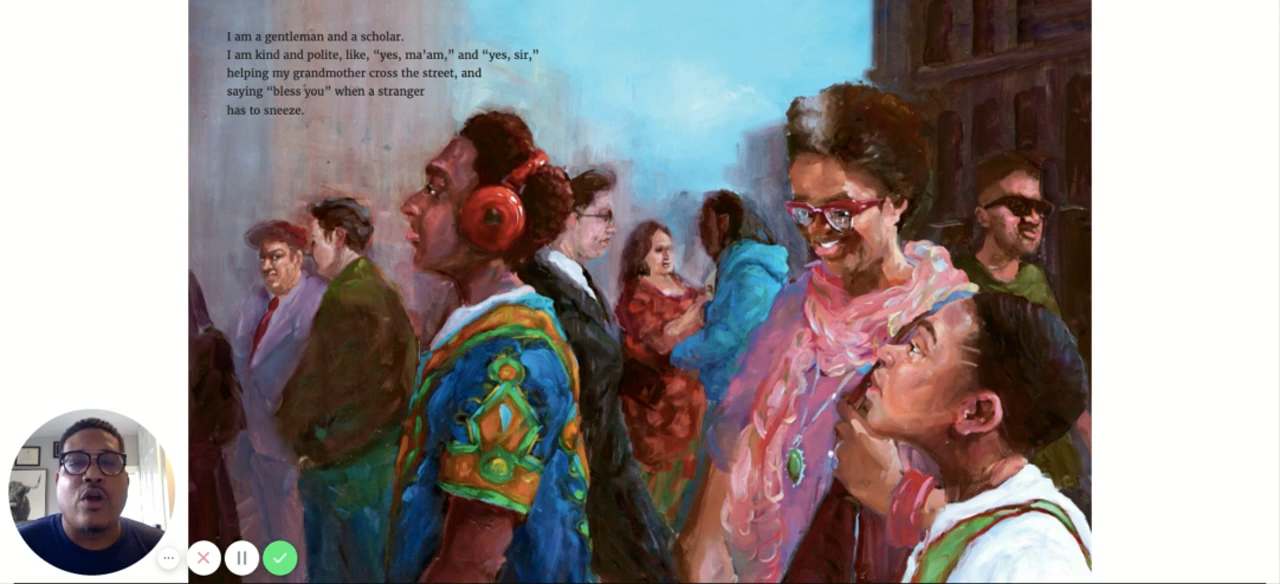 I am a gentleman and a scholar.
I am kind and polite, like, “yes, ma’am,” and “yes, sir,”
helping my grandmother cross the street, and
saying “bless you” when a stranger
has to sneeze.